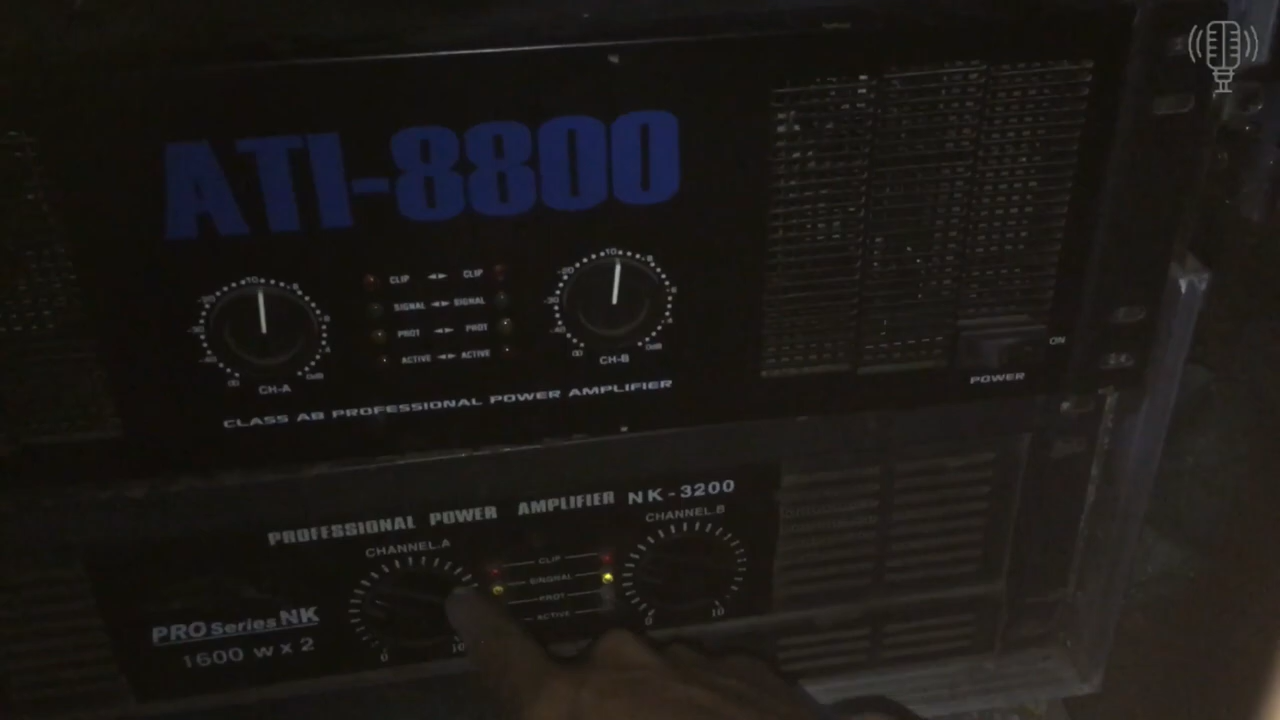 ATI-8800
CLIP ◄► CLIP
SIGNAL ◄► SIGNAL
PROT ◄► PROT
ACTIVE ◄► ACTIVE
CH-A
CH-B
ON
POWER
CLASS AB PROFESSIONAL POWER AMPLIFIER
PROFESSIONAL POWER AMPLIFIER NK-3200
CHANNEL.A
CHANNEL.B
CLIP
SINGNAL
PROT
ACTIVE
0 10
0 10
PRO Series NK
1600 w x 2